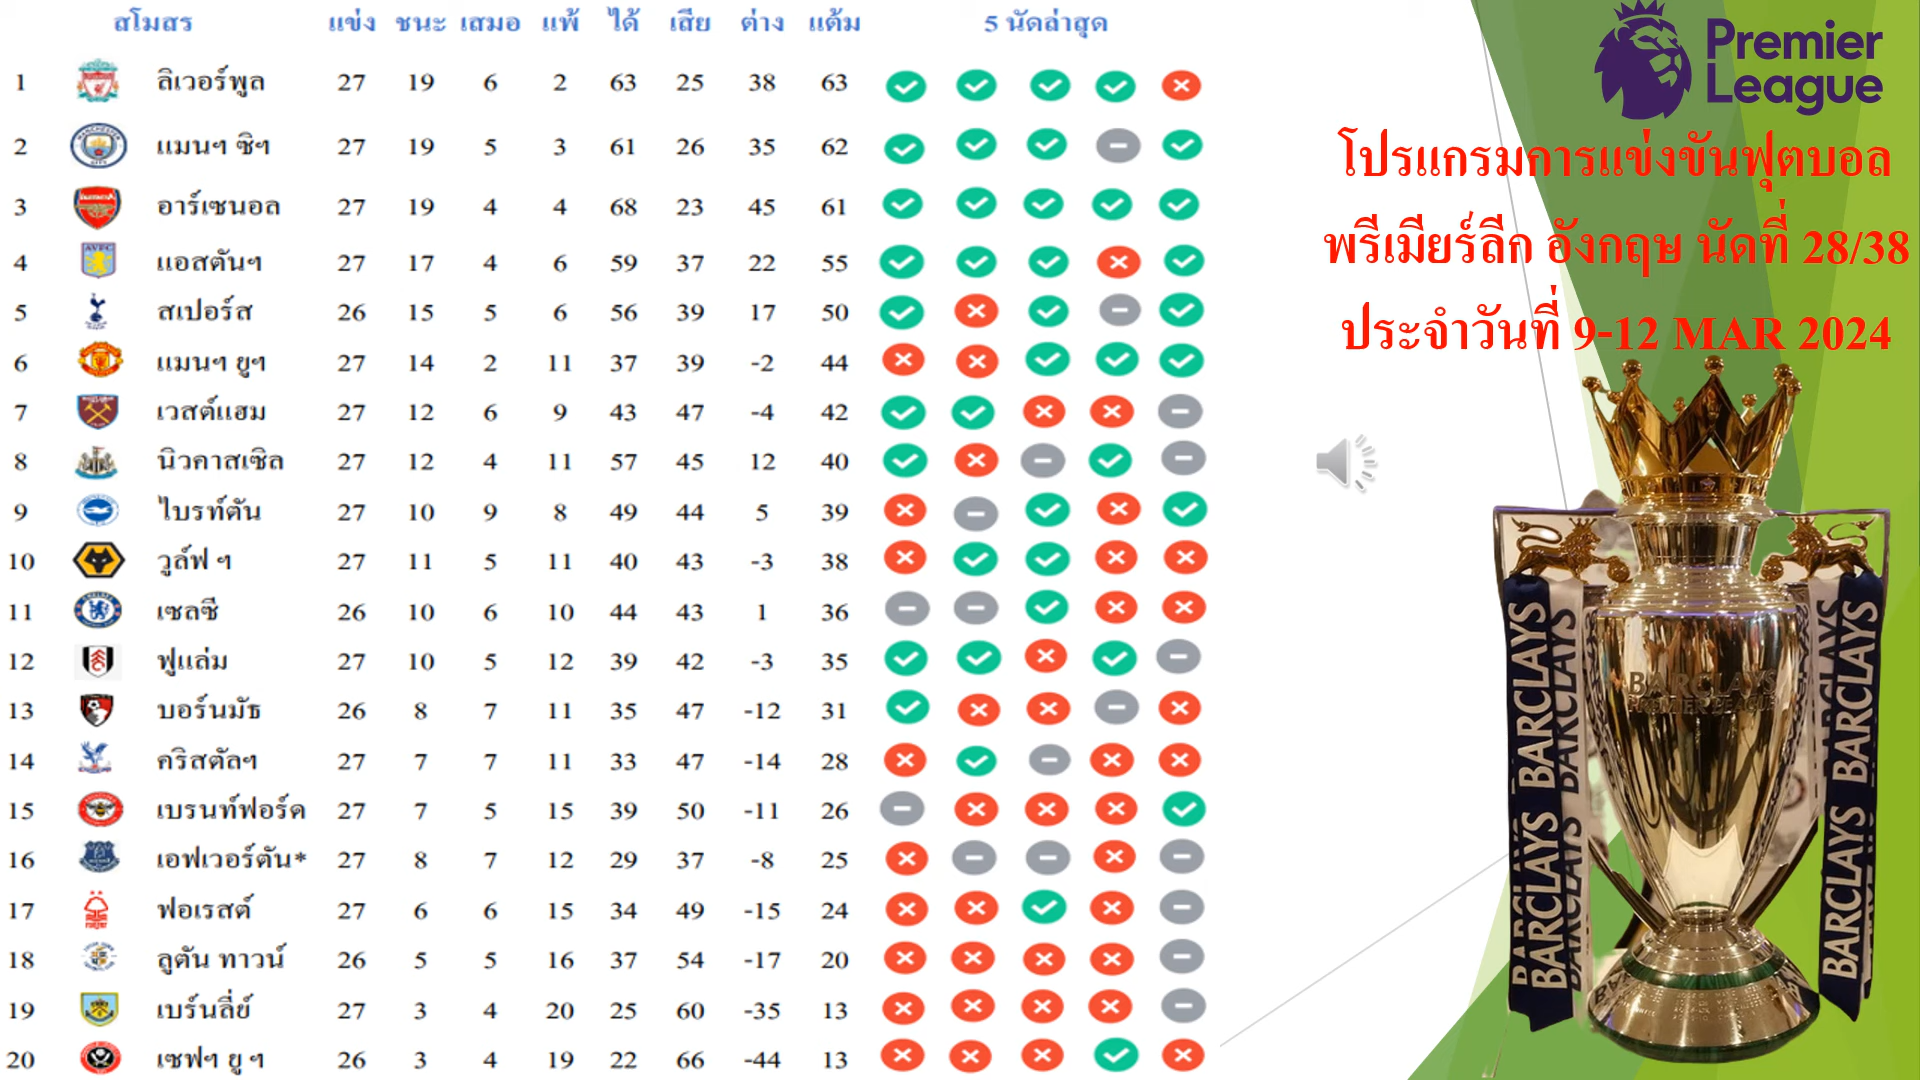 สโมสร แข่ง ชนะ เสมอ แพ้ ได้ เสีย ต่าง แต้ม 5 นัดล่าสุด
1 ลิเวอร์พูล 27 19 6 2 63 25 38 63
2 แมนฯ ซิฯ 27 19 5 3 61 26 35 62
3 อาร์เซนอล 27 19 4 4 68 23 45 61
4 แอสตันฯ 27 17 4 6 59 37 22 55
5 สเปอร์ส 26 15 5 6 56 39 17 50
6 แมนฯ ยูฯ 27 14 2 11 37 39 -2 44
7 เวสต์แฮม 27 12 6 9 43 47 -4 42
8 นิวคาสเซิล 27 12 4 11 57 45 12 40
9 ไบรท์ตัน 27 10 9 8 49 44 5 39
10 วูล์ฟ ฯ 27 11 5 11 40 43 -3 38
11 เชลซี 26 10 6 10 44 43 1 36
12 ฟูแล่ม 27 10 5 12 39 42 -3 35
13 บอร์นมัธ 26 8 7 11 35 47 -12 31
14 คริสตัลฯ 27 7 7 11 33 47 -14 28
15 เบรนท์ฟอร์ด 27 7 5 15 39 50 -11 26
16 เอฟเวอร์ตัน* 27 8 7 12 29 37 -8 25
17 ฟอเรสต์ 27 6 6 15 34 49 -15 24
18 ลูตัน ทาวน์ 26 5 5 16 37 54 -17 20
19 เบร์นลี่ย์ 27 3 4 20 25 60 -35 13
20 เชฟฯ ยู ฯ 26 3 4 19 22 66 -44 13
Premier
League
โปรแกรมการแข่งขันฟุตบอล
พรีเมียร์ลีก อังกฤษ นัดที่ 28/38
ประจำวันที่ 9-12 MAR 2024
BARCLAYS
PREMIER LEAGUE
BARCLAYS BARCLAYS
BARCLAYS BARCLAYS
BARCLAYS BARCLAYS